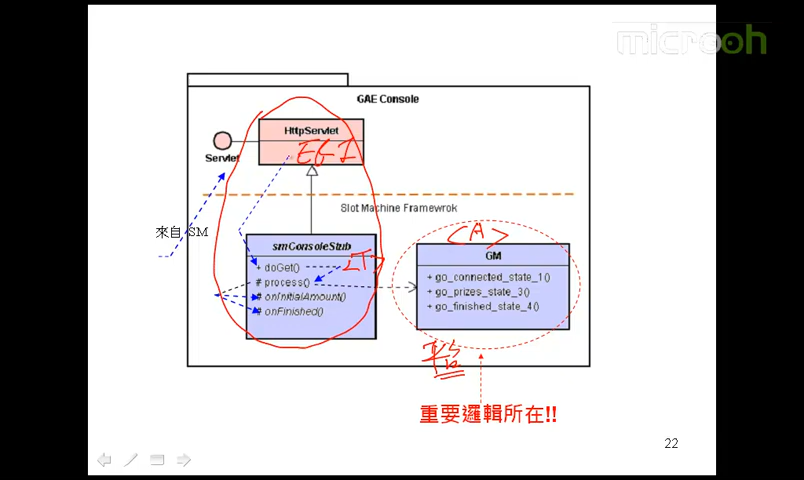 microoh
GAE Console
HttpServlet
E&I
Servlet
Slot Machine Framewrok
來自 SM
<A>
smConsoleStub
GM
+ doGet()
# process()
# onInitialAmount()
# onFinished()
+ go_connected_state_1()
+ go_prizes_state_3()
+ go_finished_state_4()
重要邏輯所在!!
22